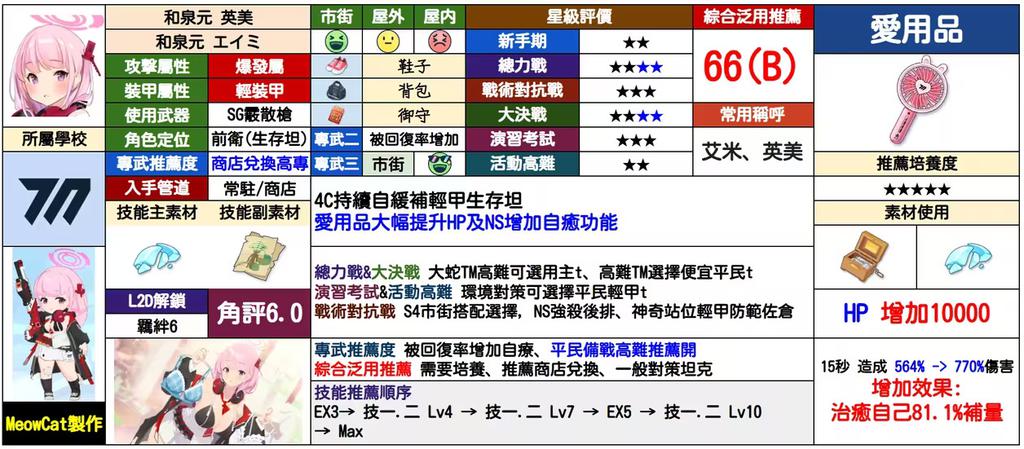 和泉元 英美
和泉元 エイミ
攻擊屬性 爆發屬
裝甲屬性 輕裝甲
使用武器 SG霰散槍
所屬學校
角色定位 前衛(生存坦)
專武推薦度 商店兌換高專
入手管道 常駐/商店
技能主素材 技能副素材
L2D解鎖
羈絆6
角評6.0
MeowCat製作
市街 屋外 屋內
鞋子
背包
御守
專武二 被回復率增加
專武三 市街
星級評價
新手期 ★★
總力戰 ★★★★
戰術對抗戰 ★★★
大決戰 ★★★★
演習考試 ★★★
活動高難 ★★
綜合泛用推薦
66(B)
常用稱呼
艾米、英美
4C持續自緩補輕甲生存坦
愛用品大幅提升HP及NS增加自癒功能
總力戰&大決戰 大蛇TM高難可選用主t、高難TM選擇便宜平民t
演習考試&活動高難 環境對策可選擇平民輕甲t
戰術對抗戰 S4市街搭配選擇，NS強殺後排、神奇站位輕甲防範佐倉
專武推薦度 被回復率增加自療、平民備戰高難推薦開
綜合泛用推薦 需要培養、推薦商店兌換、一般對策坦克
技能推薦順序
EX3→ 技一.二 Lv4 → 技一.二 Lv7 → EX5 → 技一.二 Lv10
→ Max
愛用品
推薦培養度
★★★★★
素材使用
HP 增加10000
15秒 造成 564% -> 770%傷害
增加效果:
治癒自己81.1%補量